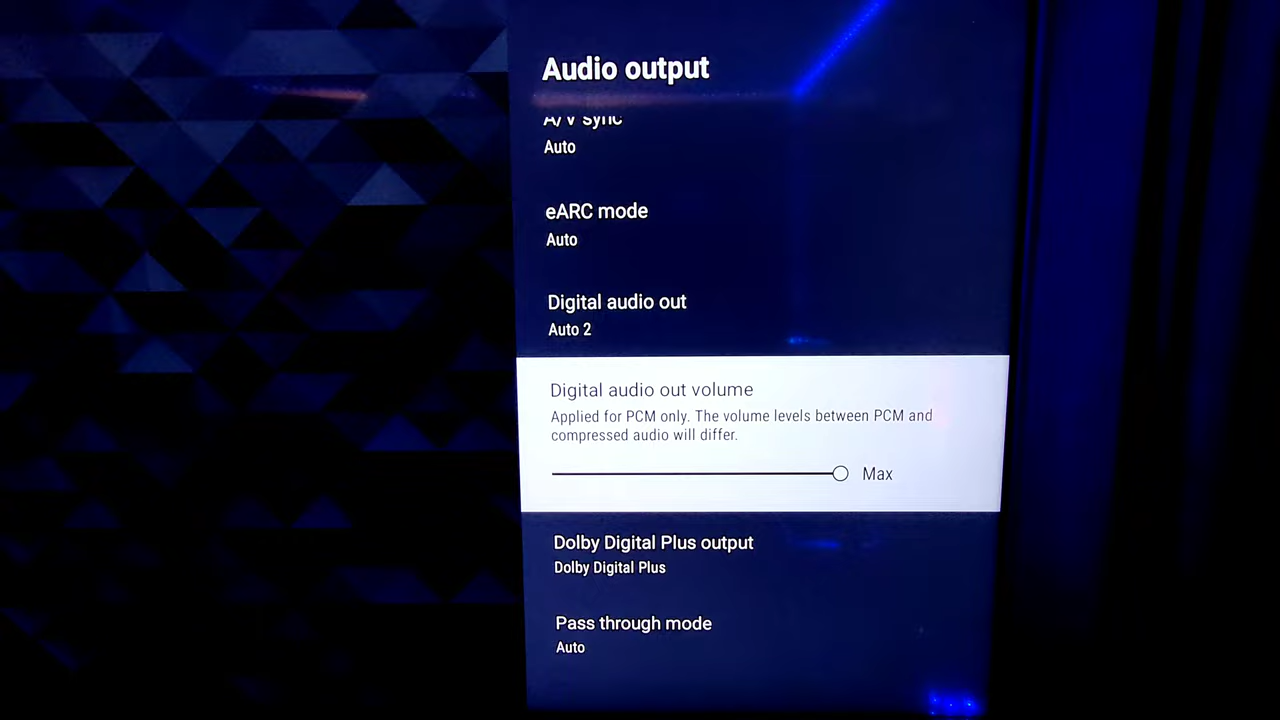 Audio output
A/V sync
Auto
eARC mode
Auto
Digital audio out
Auto 2
Digital audio out volume
Applied for PCM only. The volume levels between PCM and
compressed audio will differ.
Max
Dolby Digital Plus output
Dolby Digital Plus
Pass through mode
Auto